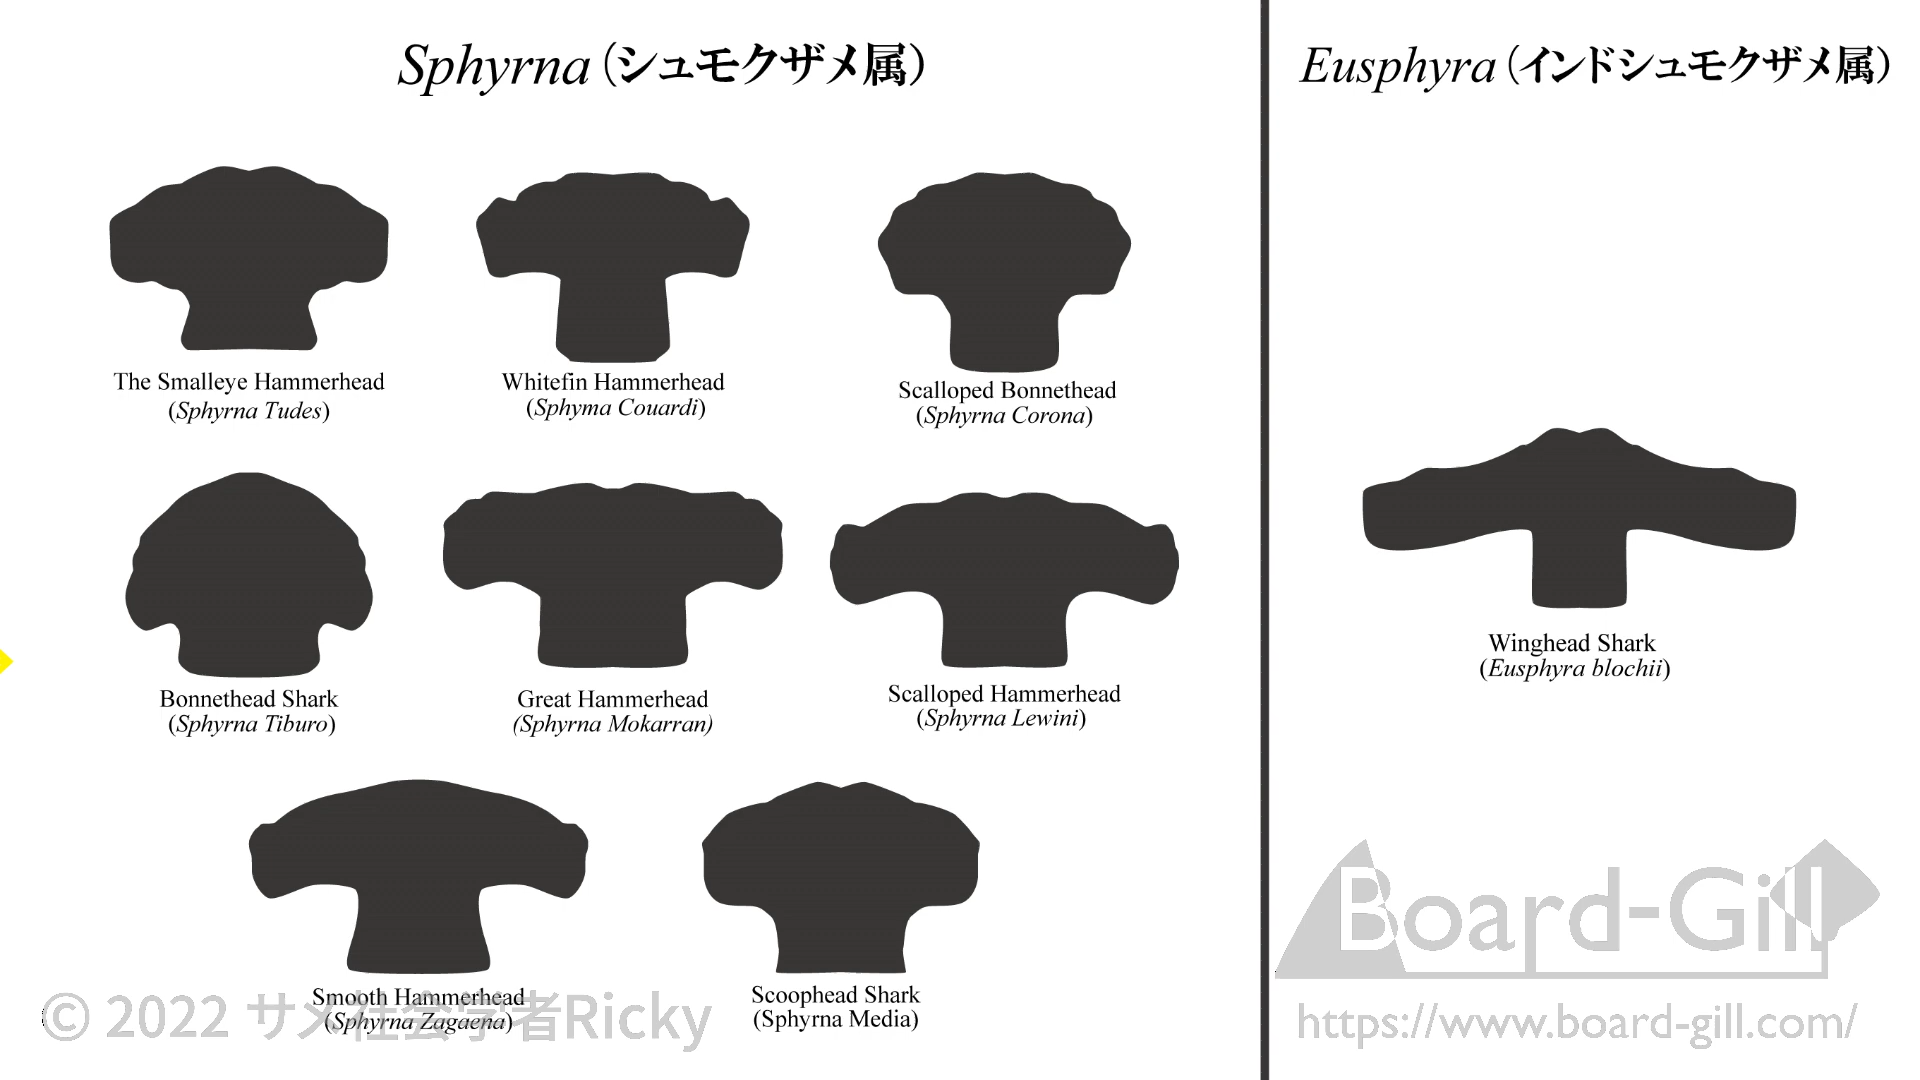 Sphyrna（シュモクザメ属）
Eusphyra（インドシュモクザメ属）
The Smalleye Hammerhead
(Sphyrna Tudes)
Whitefin Hammerhead
(Sphyma Couardi)
Scalloped Bonnethead
(Sphyrna Corona)
Bonnethead Shark
(Sphyrna Tiburo)
Great Hammerhead
(Sphyrna Mokarran)
Scalloped Hammerhead
(Sphyrna Lewini)
Winghead Shark
(Eusphyra blochii)
Smooth Hammerhead
(Sphyrna Zagaena)
Scoophead Shark
(Sphyrna Media)
© 2022 サメ社会学者Ricky
Board-Gill
https://www.board-gill.com/